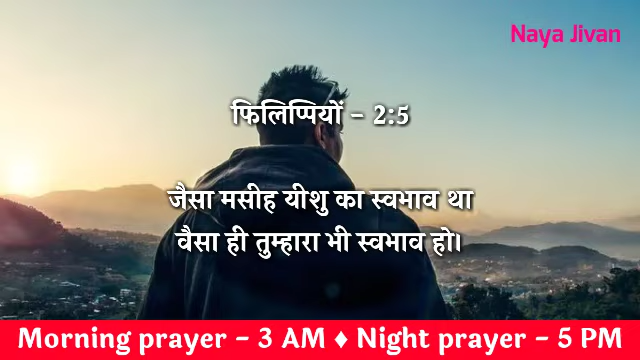 Naya Jivan
फिलिप्पियों - 2:5
जैसा मसीह यीशु का स्वभाव था
वैसा ही तुम्हारा भी स्वभाव हो।
Morning prayer - 3 AM ♦ Night prayer - 5 PM